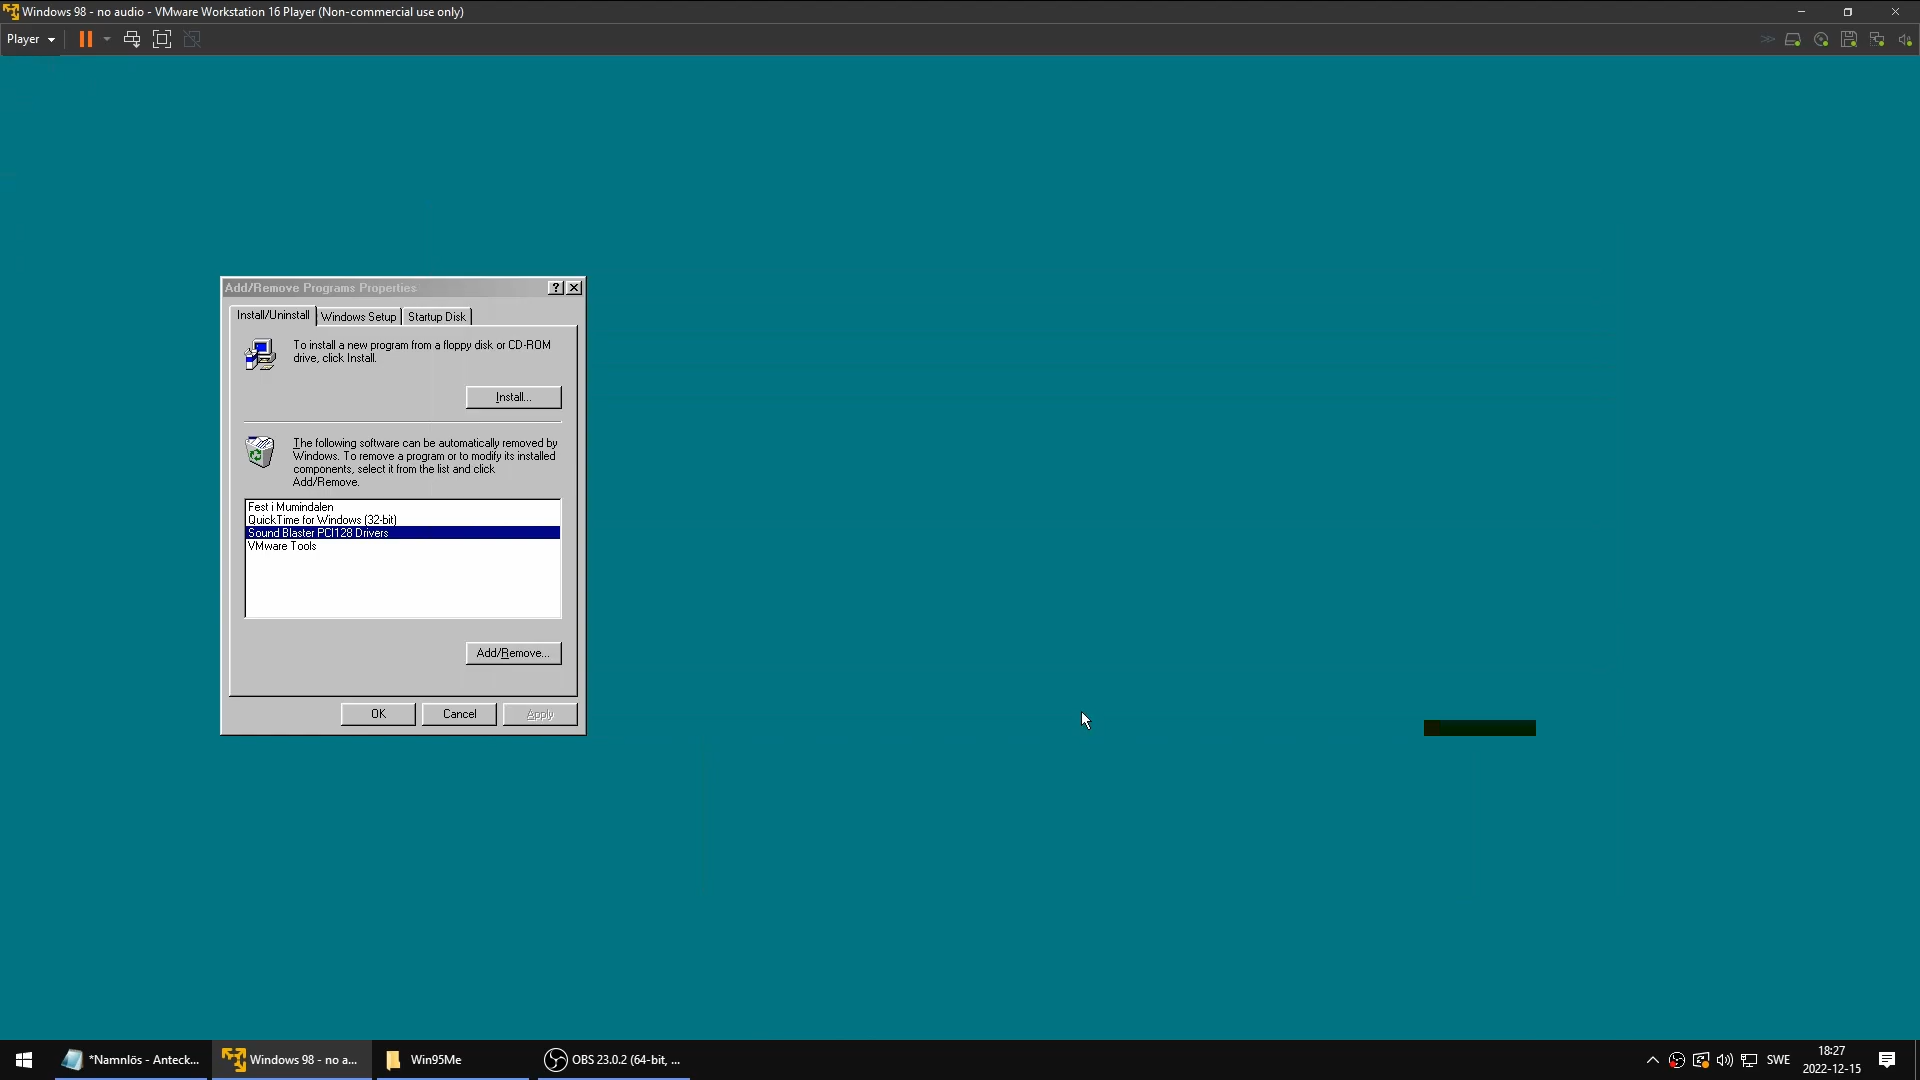 Windows 98 - no audio - VMware Workstation 16 Player (Non-commercial use only)
Player
Add/Remove Programs Properties
Install/Uninstall
Windows Setup
Startup Disk
To install a new program from a floppy disk or CD-ROM
drive, click Install.
Install...
The following software can be automatically removed by
Windows. To remove a program or to modify its installed
components, select it from the list and click
Add/Remove.
Fest i Mumindalen
QuickTime for Windows (32-bit)
Sound Blaster PCI128 Drivers
VMware Tools
Add/Remove...
OK
Cancel
Apply
*Namnlös - Anteck...
Windows 98 - no a...
Win95Me
OBS 23.0.2 (64-bit, ...
SWE
18:27
2022-12-15